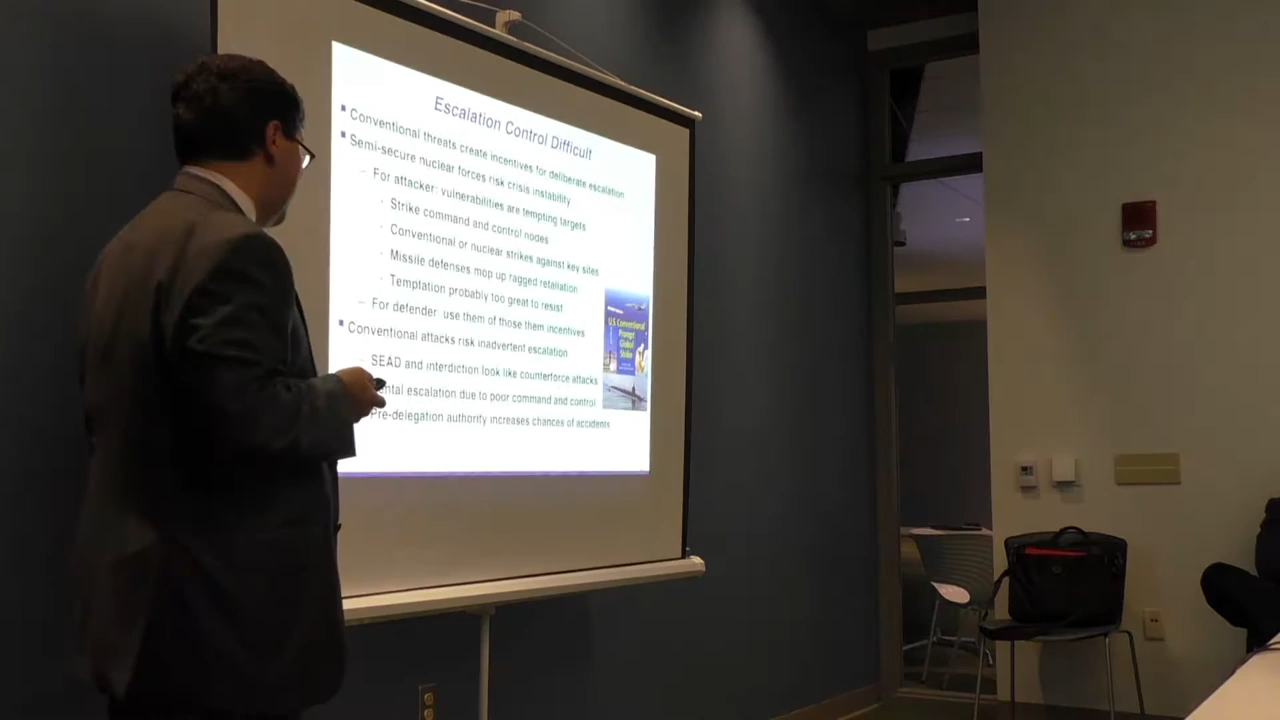 Escalation Control Difficult
Conventional threats create incentives for deliberate escalation
Semi-secure nuclear forces risk crisis instability
For attacker: vulnerabilities are tempting targets
Strike command and control nodes
Conventional or nuclear strikes against key sites
Missile defenses mop up ragged retaliation
Temptation probably too great to resist
For defender use them of those them incentives
Conventional attacks risk inadvertent escalation
SEAD and interdiction look like counterforce attacks
ental escalation due to poor command and control
Pre-delegation authority increases chances of accidents
U.S. Conventional
Prompt
Global
Strike